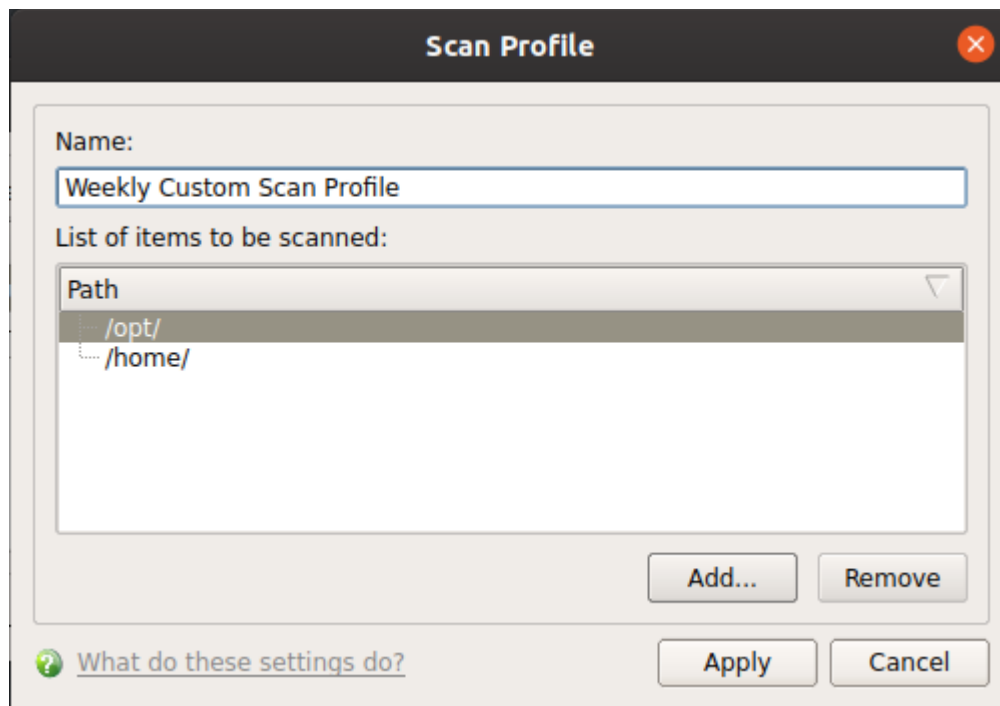 Scan Profile
Name:
Weekly Custom Scan Profile
List of items to be scanned:
Path
/opt/
/home/
Add... Remove
What do these settings do? Apply Cancel